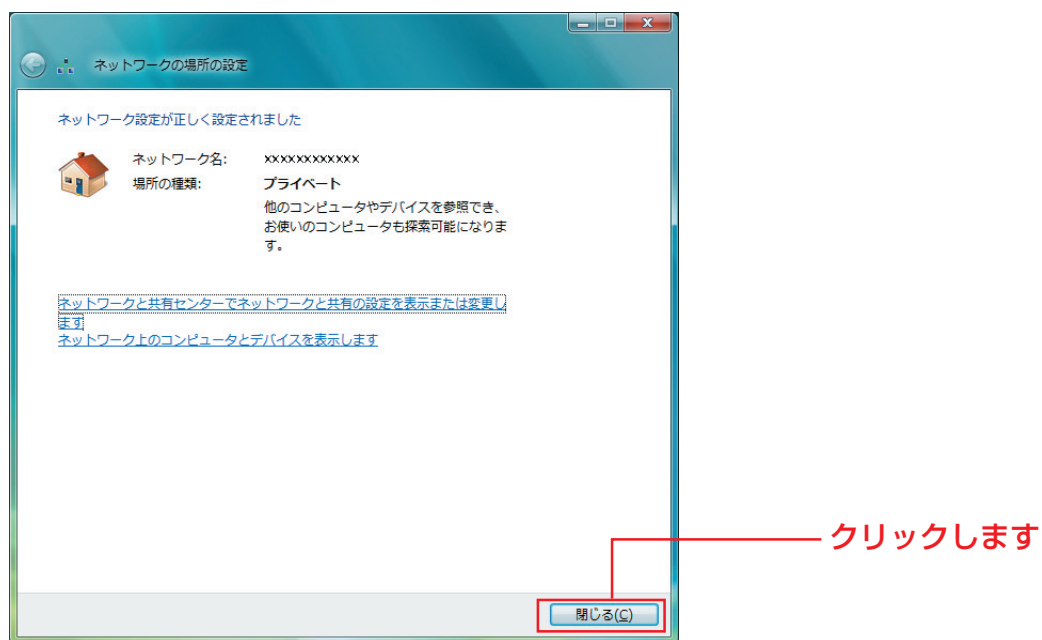 ネットワークの場所の設定
ネットワーク設定が正しく設定されました
ネットワーク名: xxxxxxxxxxxx
場所の種類: プライベート
他のコンピュータやデバイスを参照でき、
お使いのコンピュータも探索可能になりま
す。
ネットワークと共有センターでネットワークと共有の設定を表示または変更し
ます
ネットワーク上のコンピュータとデバイスを表示します
クリックします
閉じる(C)